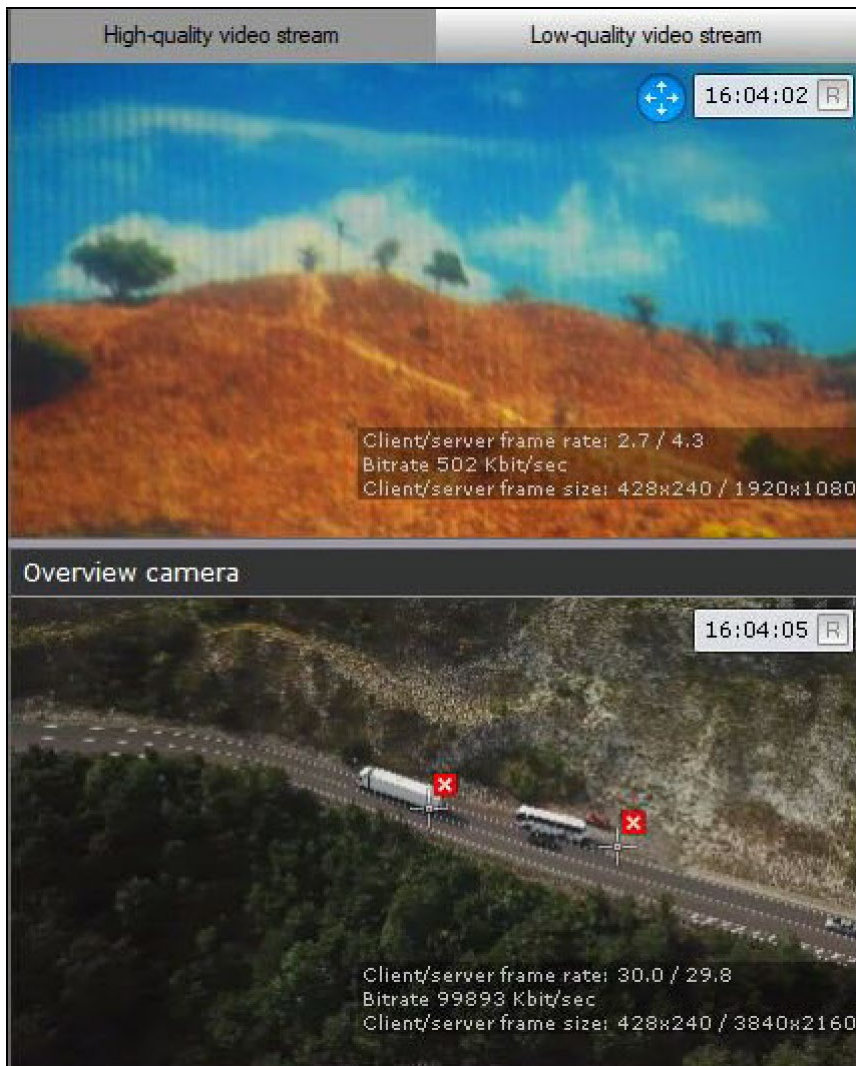 High-quality video stream
Low-quality video stream
16:04:02 R
Client/server frame rate: 2.7 / 4.3
Bitrate 502 Kbit/sec
Client/server frame size: 428x240 / 1920x1080
Overview camera
16:04:05 R
Client/server frame rate: 30.0 / 29.8
Bitrate 99893 Kbit/sec
Client/server frame size: 428x240 / 3840x2160